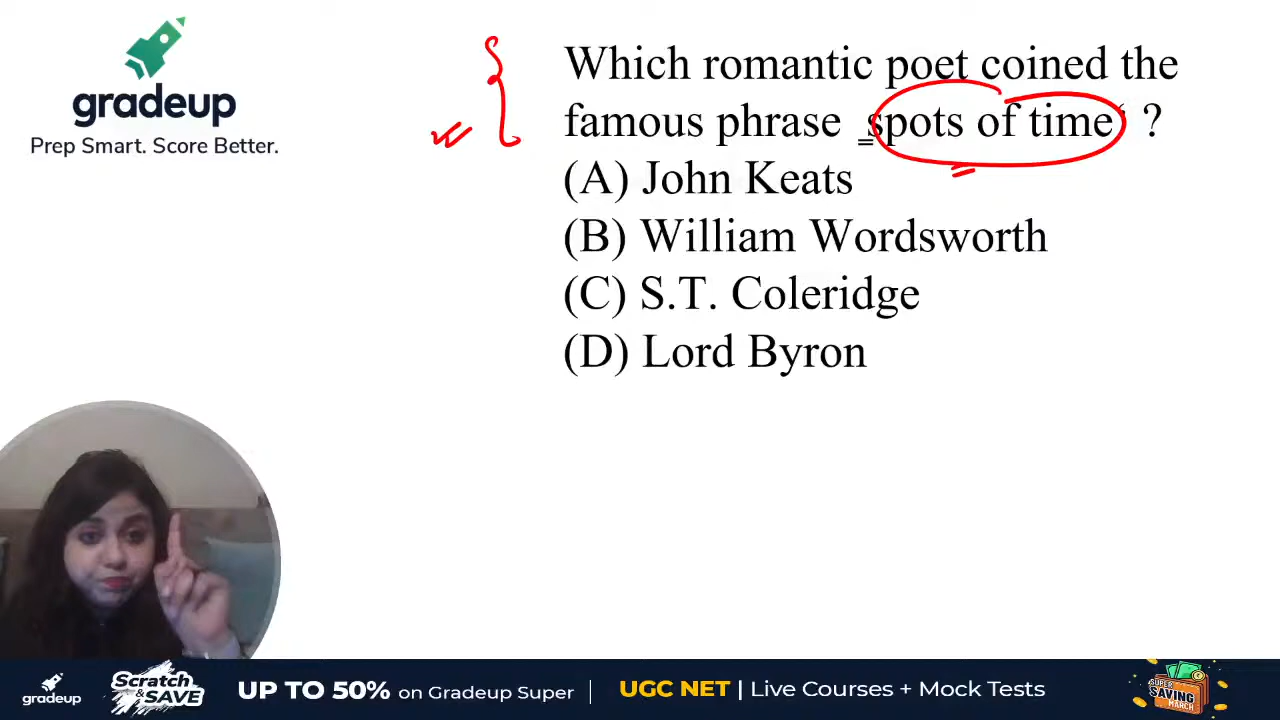 gradeup
Prep Smart. Score Better.
Which romantic poet coined the
famous phrase spots of time‘ ?
(A) John Keats
(B) William Wordsworth
(C) S.T. Coleridge
(D) Lord Byron
gradeup
Scratch & SAVE
UP TO 50% on Gradeup Super
UGC NET | Live Courses + Mock Tests
SUPER
SAVING
MARCH